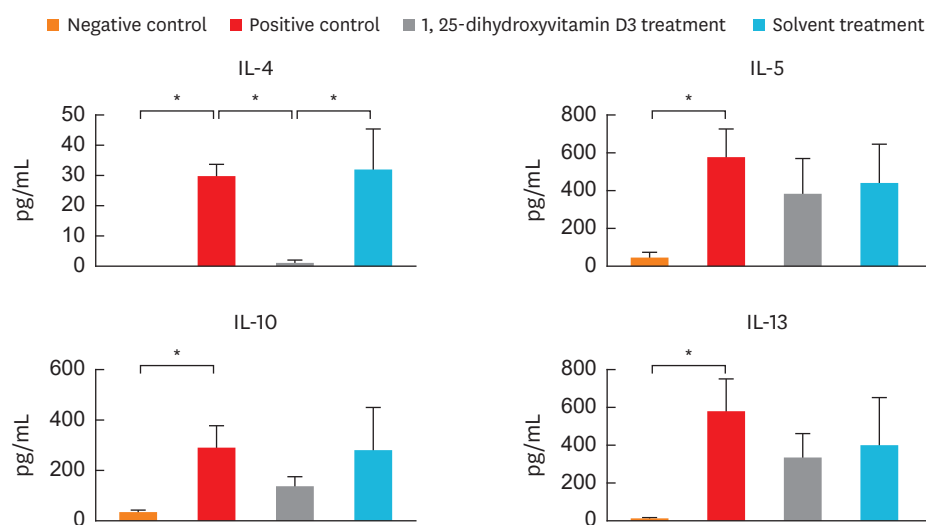 Negative control Positive control 1, 25-dihydroxyvitamin D3 treatment Solvent treatment
IL-4
* * *
50
40
30
20
10
0
pg/mL
IL-5
*
800
600
400
200
0
pg/mL
IL-10
*
600
400
200
0
pg/mL
IL-13
*
800
600
400
200
0
pg/mL